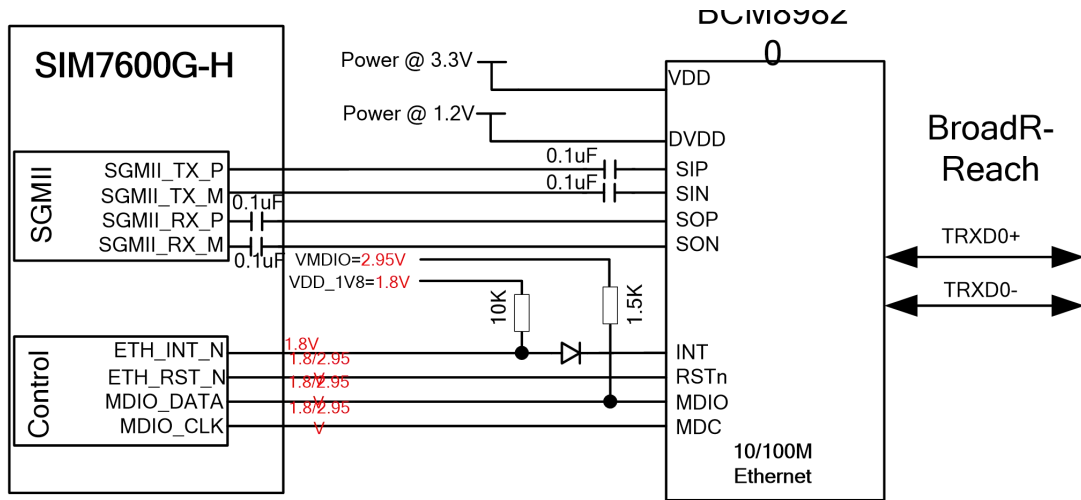 BCM8982
0
SIM7600G-H
Power @ 3.3V
VDD
Power @ 1.2V
DVDD
BroadR-
Reach
SGMII
SGMII_TX_P
0.1uF
SIP
SGMII_TX_M
0.1uF
SIN
SGMII_RX_P
0.1uF
SOP
SGMII_RX_M
0.1uF
SON
TRXD0+
VMDIO=2.95V
VDD_1V8=1.8V
TRXD0-
10K
1.5K
Control
ETH_INT_N
1.8V
INT
ETH_RST_N
1.8/2.95
V
RSTn
MDIO_DATA
1.8/2.95
V
MDIO
MDIO_CLK
1.8/2.95
V
MDC
10/100M
Ethernet